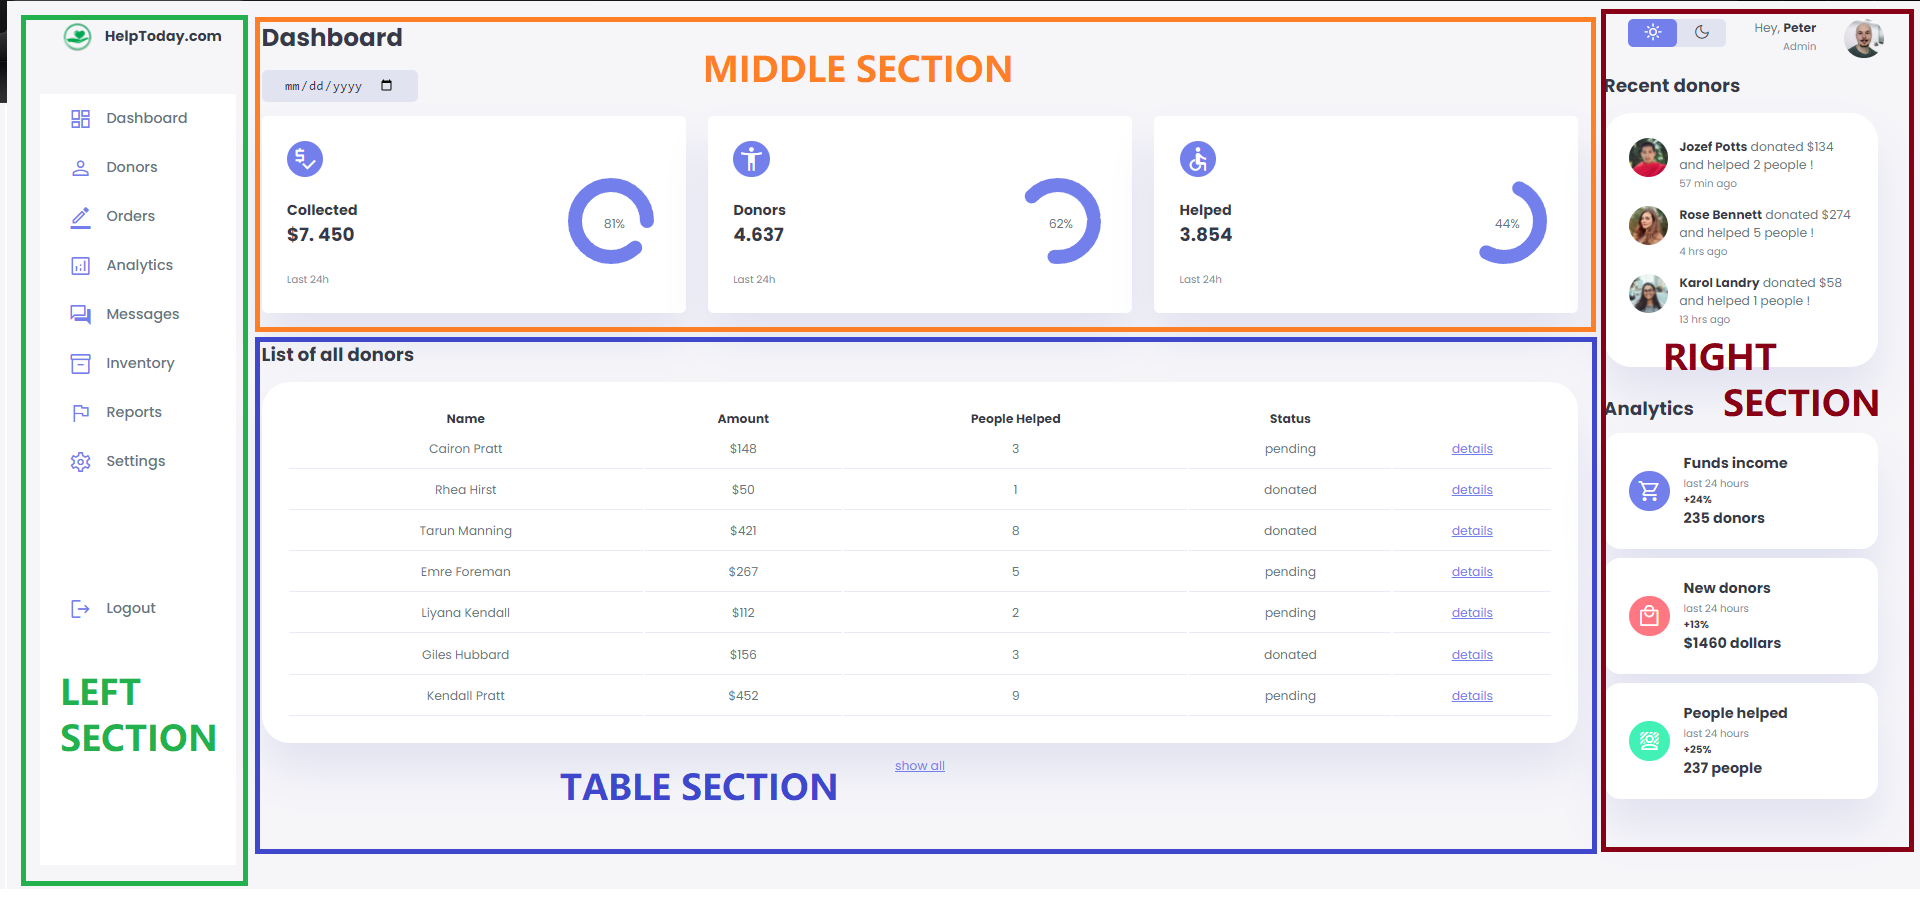 HelpToday.com
Dashboard
Donors
Orders
Analytics
Messages
Inventory
Reports
Settings
Logout
LEFT
SECTION
Dashboard
MIDDLE SECTION
mm/dd/yyyy
Collected
$7. 450
81%
Last 24h
Donors
4.637
62%
Last 24h
Helped
3.854
44%
Last 24h
List of all donors
Name Amount People Helped Status
Cairon Pratt $148 3 pending details
Rhea Hirst $50 1 donated details
Tarun Manning $421 8 donated details
Emre Foreman $267 5 pending details
Liyana Kendall $112 2 pending details
Giles Hubbard $156 3 donated details
Kendall Pratt $452 9 pending details
show all
TABLE SECTION
Hey, Peter
Admin
Recent donors
Jozef Potts donated $134
and helped 2 people !
57 min ago
Rose Bennett donated $274
and helped 5 people !
4 hrs ago
Karol Landry donated $58
and helped 1 people !
13 hrs ago
RIGHT
SECTION
Analytics
Funds income
last 24 hours
+24%
235 donors
New donors
last 24 hours
+13%
$1460 dollars
People helped
last 24 hours
+25%
237 people